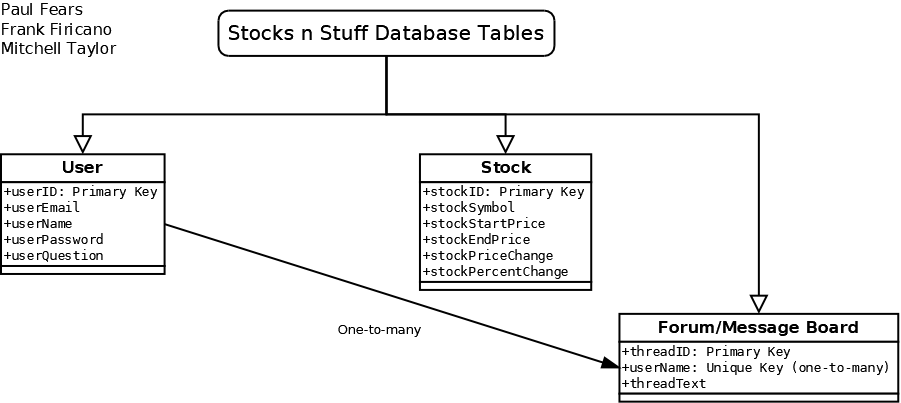 Paul Fears
Frank Firicano
Mitchell Taylor
Stocks n Stuff Database Tables
User
+userID: Primary Key
+userEmail
+userName
+userPassword
+userQuestion
Stock
+stockID: Primary Key
+stockSymbol
+stockStartPrice
+stockEndPrice
+stockPriceChange
+stockPercentChange
One-to-many
Forum/Message Board
+threadID: Primary Key
+userName: Unique Key (one-to-many)
+threadText